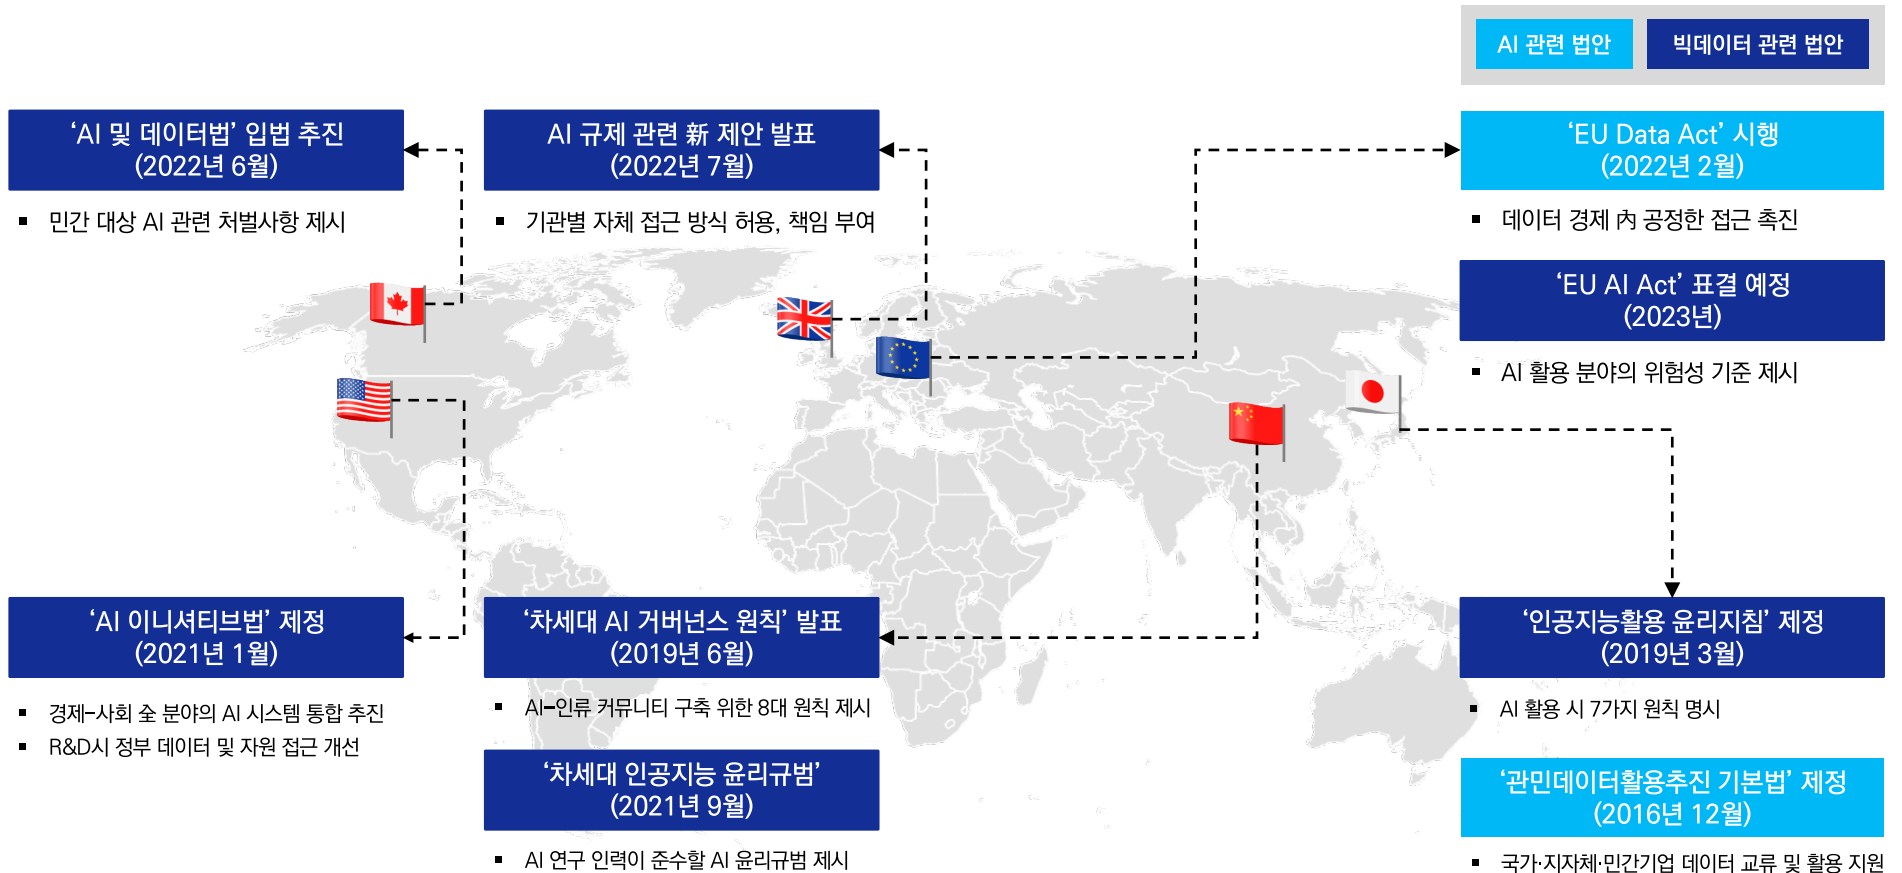 AI 관련 법안
빅데이터 관련 법안
‘AI 및 데이터법’ 입법 추진
(2022년 6월)
▪ 민간 대상 AI 관련 처벌사항 제시
AI 규제 관련 新 제안 발표
(2022년 7월)
▪ 기관별 자체 접근 방식 허용, 책임 부여
‘EU Data Act’ 시행
(2022년 2월)
▪ 데이터 경제 內 공정한 접근 촉진
‘EU AI Act’ 표결 예정
(2023년)
▪ AI 활용 분야의 위험성 기준 제시
‘AI 이니셔티브법’ 제정
(2021년 1월)
▪ 경제-사회 全 분야의 AI 시스템 통합 추진
▪ R&D시 정부 데이터 및 자원 접근 개선
‘차세대 AI 거버넌스 원칙’ 발표
(2019년 6월)
▪ AI-인류 커뮤니티 구축 위한 8대 원칙 제시
‘차세대 인공지능 윤리규범’
(2021년 9월)
▪ AI 연구 인력이 준수할 AI 윤리규범 제시
‘인공지능활용 윤리지침’ 제정
(2019년 3월)
▪ AI 활용 시 7가지 원칙 명시
‘관민데이터활용추진 기본법’ 제정
(2016년 12월)
▪ 국가·지자체·민간기업 데이터 교류 및 활용 지원